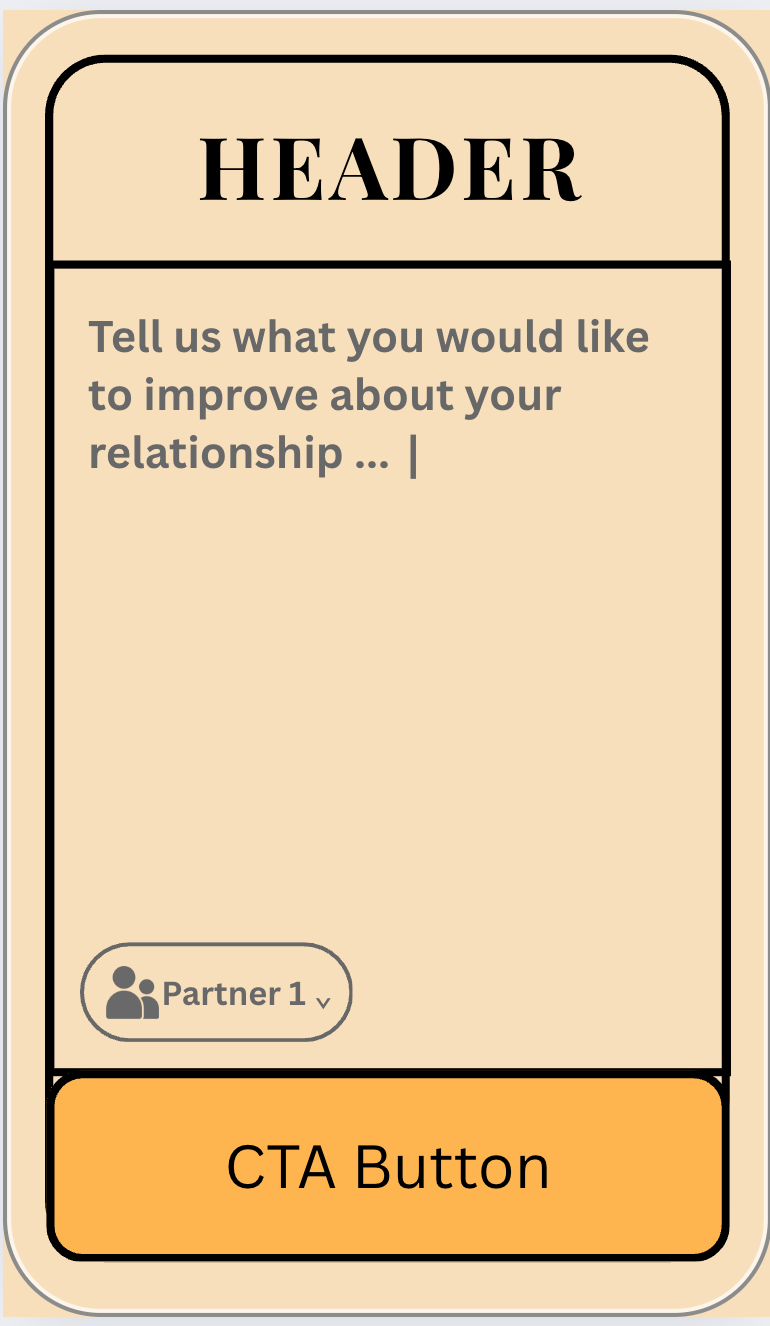 HEADER
Tell us what you would like
to improve about your
relationship ... |
Partner 1
CTA Button